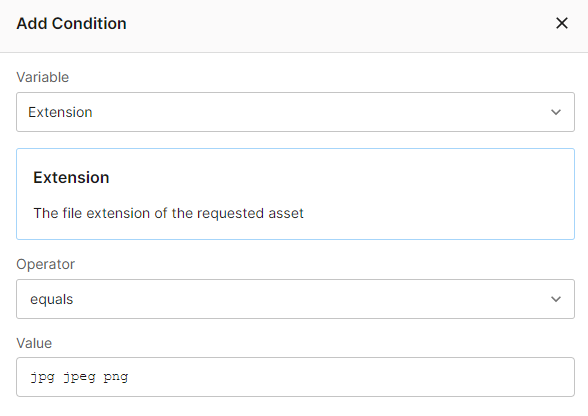 Add Condition
Variable
Extension
Extension
The file extension of the requested asset
Operator
equals
Value
jpg jpeg png